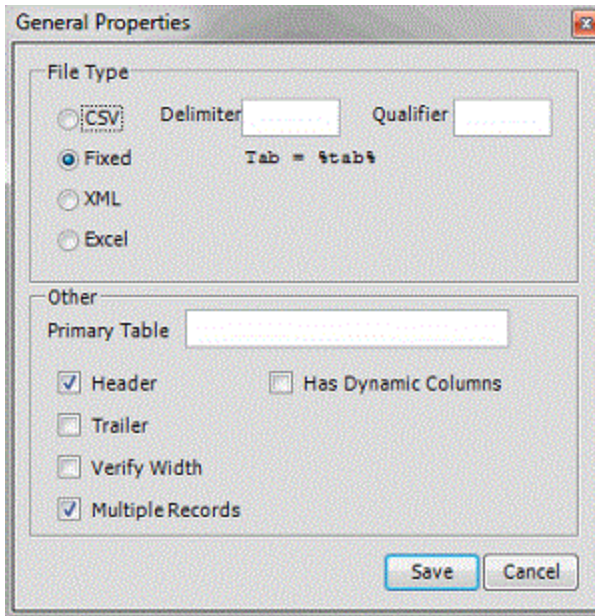 General Properties
File Type
CSV Delimiter Qualifier
Fixed Tab = %tab%
XML
Excel
Other
Primary Table
Header Has Dynamic Columns
Trailer
Verify Width
Multiple Records
Save Cancel